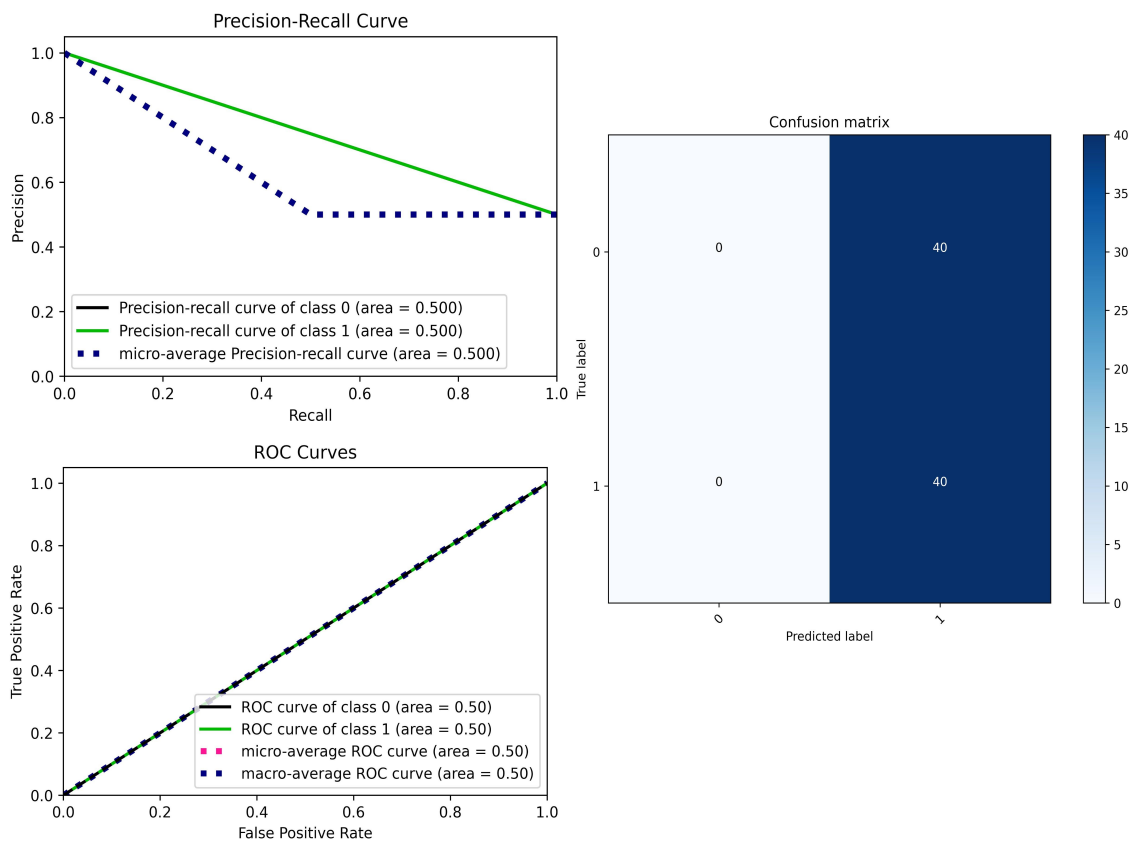 Precision-Recall Curve
1.0
0.8
0.6
0.4
0.2
0.0
Precision
0.0 0.2 0.4 0.6 0.8 1.0
Recall
Precision-recall curve of class 0 (area = 0.500)
Precision-recall curve of class 1 (area = 0.500)
micro-average Precision-recall curve (area = 0.500)
ROC Curves
1.0
0.8
0.6
0.4
0.2
0.0
True Positive Rate
0.0 0.2 0.4 0.6 0.8 1.0
False Positive Rate
ROC curve of class 0 (area = 0.50)
ROC curve of class 1 (area = 0.50)
micro-average ROC curve (area = 0.50)
macro-average ROC curve (area = 0.50)
Confusion matrix
True label
0
1
0 40
0 40
0 1
Predicted label
40
35
30
25
20
15
10
5
0